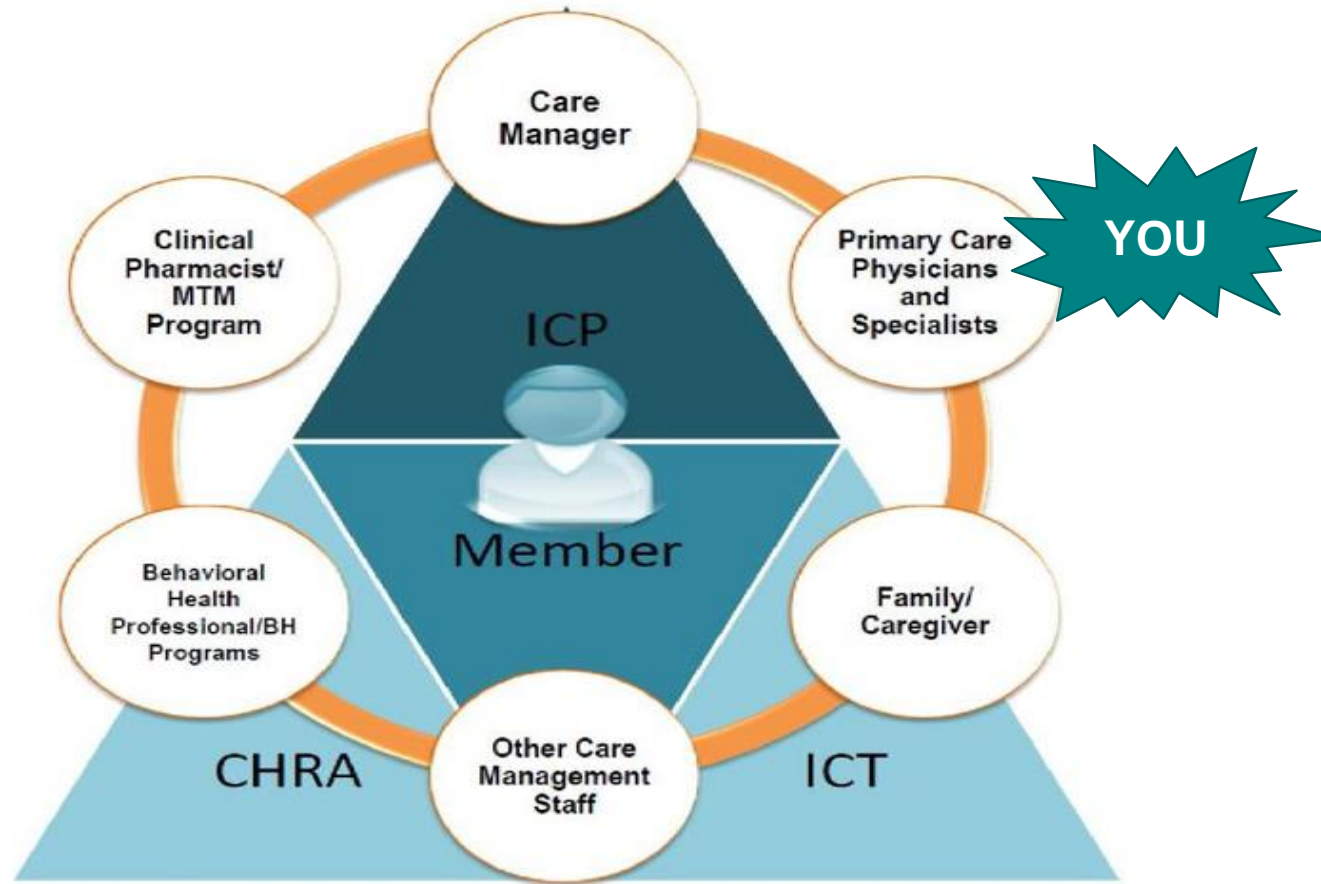 Care
Manager
Clinical
Pharmacist/
MTM
Program
Primary Care
Physicians
and
Specialists
YOU
ICP
Member
Behavioral
Health
Professional/BH
Programs
Family/
Caregiver
CHRA
Other Care
Management
Staff
ICT